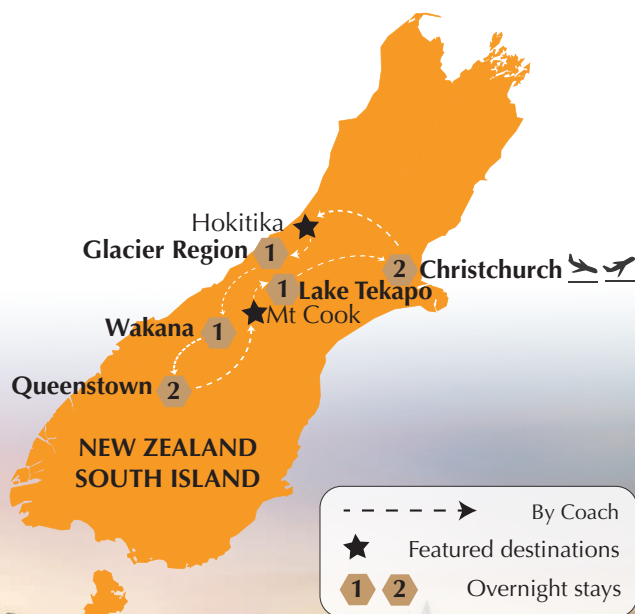 Hokitika
Glacier Region 1
2 Christchurch
1 Lake Tekapo
Mt Cook
Wakana 1
Queenstown 2
NEW ZEALAND
SOUTH ISLAND
By Coach
Featured destinations
1 2 Overnight stays